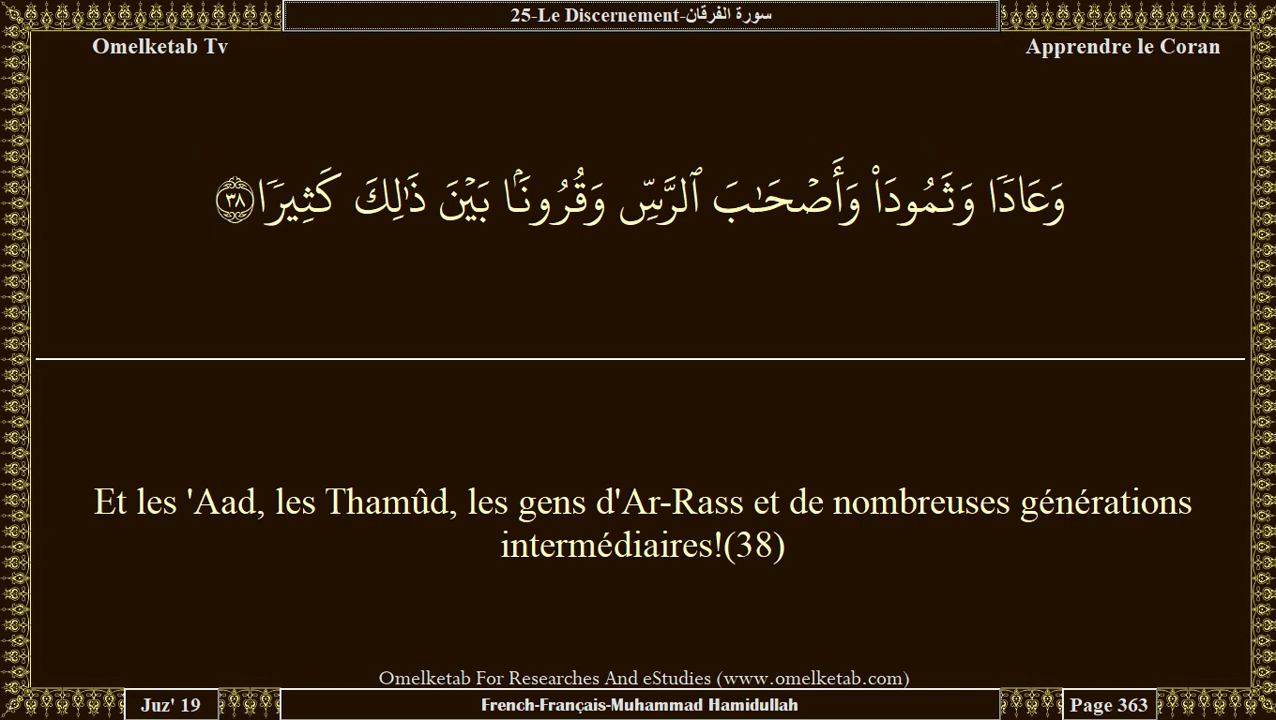 25-Le Discernement-سورة الفرقان
Omelketab Tv
Apprendre le Coran
وَعَادٗا وَثَمُودَاْ وَأَصۡحَٰبَ ٱلرَّسِّ وَقُرُونَۢا بَيۡنَ ذَٰلِكَ كَثِيرٗا ٣٨
Et les 'Aad, les Thamûd, les gens d'Ar-Rass et de nombreuses générations
intermédiaires!(38)
Omelketab For Researches And eStudies (www.omelketab.com)
Juz' 19
French-Français-Muhammad Hamidullah
Page 363